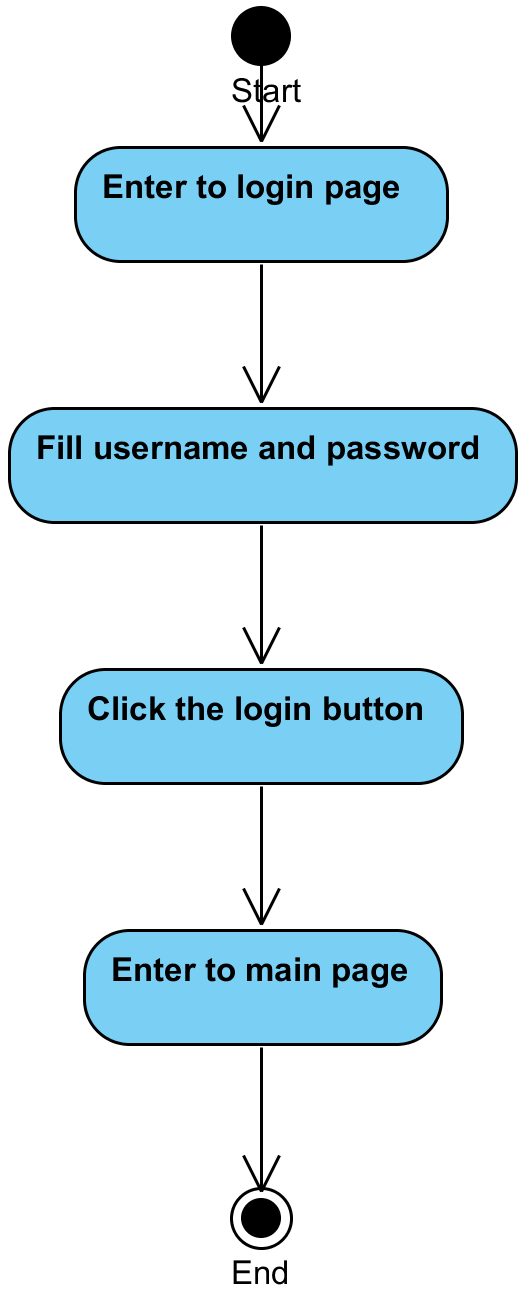 Start
Enter to login page
Fill username and password
Click the login button
Enter to main page
End